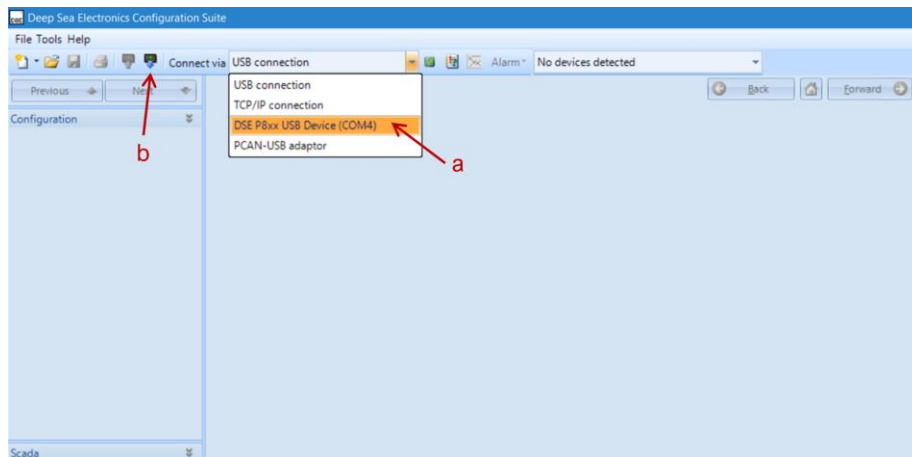 Deep Sea Electronics Configuration Suite
File Tools Help
Connect via USB connection Alarm No devices detected
Previous Next Back Forward
USB connection
TCP/IP connection
DSE P8xx USB Device (COM4)
PCAN-USB adaptor
Configuration
b
a
Scada